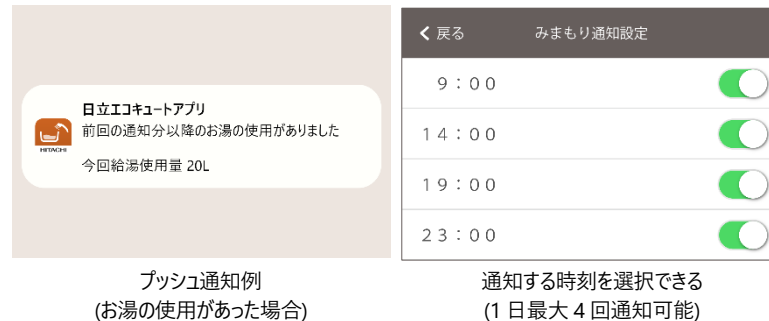 日立エコキュートアプリ
前回の通知分以降のお湯の使用がありました
HITACHI
今回給湯使用量 20L
プッシュ通知例
(お湯の使用があった場合)
戻る
みまもり通知設定
9：00
14：00
19：00
23：00
通知する時刻を選択できる
(1 日最大 4 回通知可能)